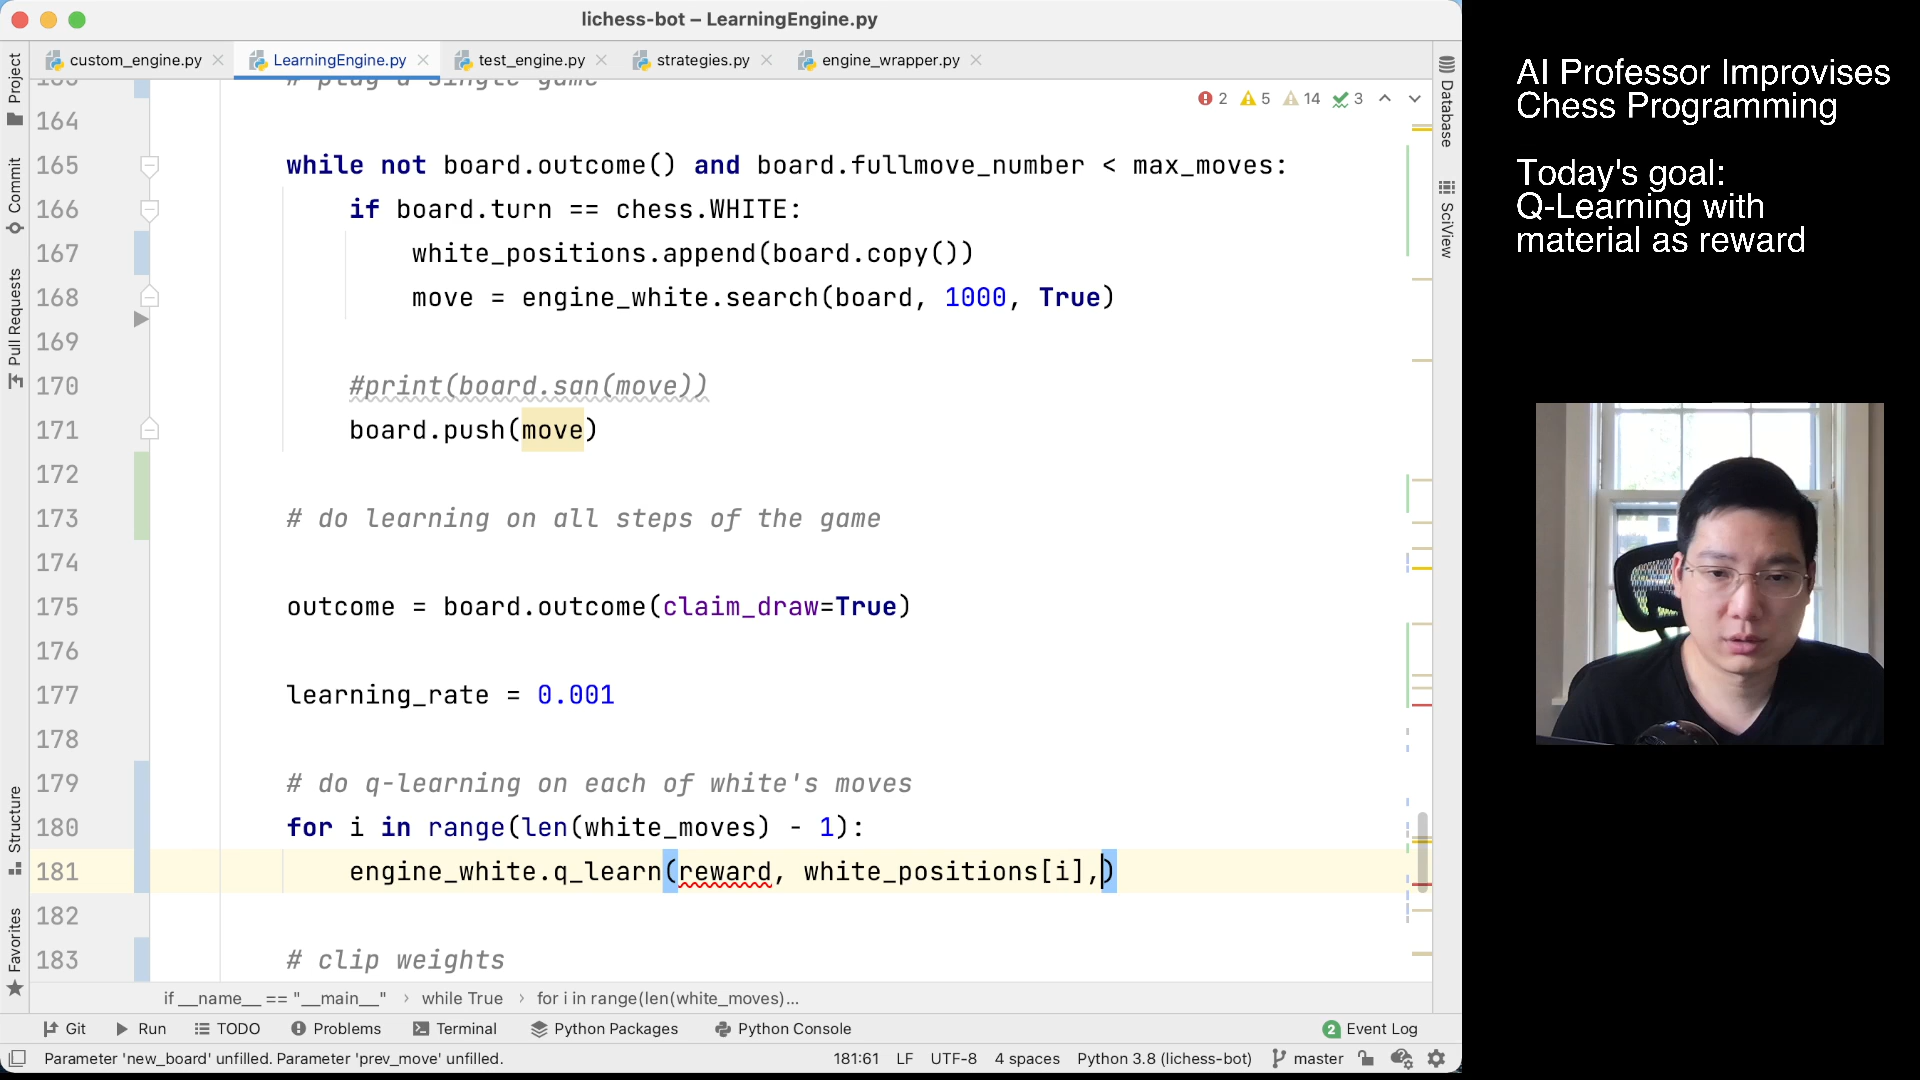 lichess-bot – LearningEngine.py
custom_engine.py
LearningEngine.py
test_engine.py
strategies.py
engine_wrapper.py
Project
Commit
Pull Requests
Structure
Favorites
Database
SciView
2 5 14 3
# play a single game
164
165 while not board.outcome() and board.fullmove_number < max_moves:
166 if board.turn == chess.WHITE:
167 white_positions.append(board.copy())
168 move = engine_white.search(board, 1000, True)
169
170 #print(board.san(move))
171 board.push(move)
172
173 # do learning on all steps of the game
174
175 outcome = board.outcome(claim_draw=True)
176
177 learning_rate = 0.001
178
179 # do q-learning on each of white's moves
180 for i in range(len(white_moves) - 1):
181 engine_white.q_learn(reward, white_positions[i],)
182
183 # clip weights
if __name__ == "__main__" › while True › for i in range(len(white_moves)...
Git Run TODO Problems Terminal Python Packages Python Console 2 Event Log
Parameter 'new_board' unfilled. Parameter 'prev_move' unfilled. 181:61 LF UTF-8 4 spaces Python 3.8 (lichess-bot) master
AI Professor Improvises
Chess Programming
Today's goal:
Q-Learning with
material as reward